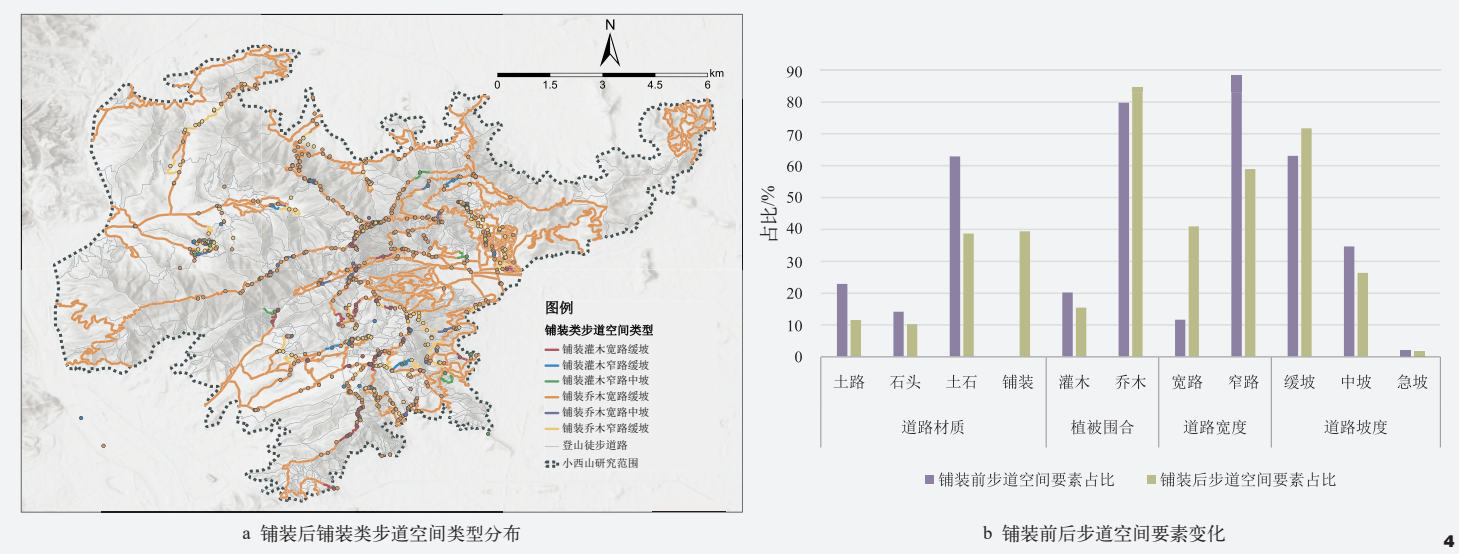 N
km
0 1.5 3 4.5 6
图例
铺装类步道空间类型
铺装灌木宽路缓坡
铺装灌木窄路缓坡
铺装灌木窄路中坡
铺装乔木宽路缓坡
铺装乔木宽路中坡
铺装乔木窄路缓坡
登山徒步道路
小西山研究范围
a 铺装后铺装类步道空间类型分布
占比/%
90
80
70
60
50
40
30
20
10
0
土路 石头 土石 铺装 灌木 乔木 宽路 窄路 缓坡 中坡 急坡
道路材质 植被围合 道路宽度 道路坡度
铺装前步道空间要素占比 铺装后步道空间要素占比
b 铺装前后步道空间要素变化
4